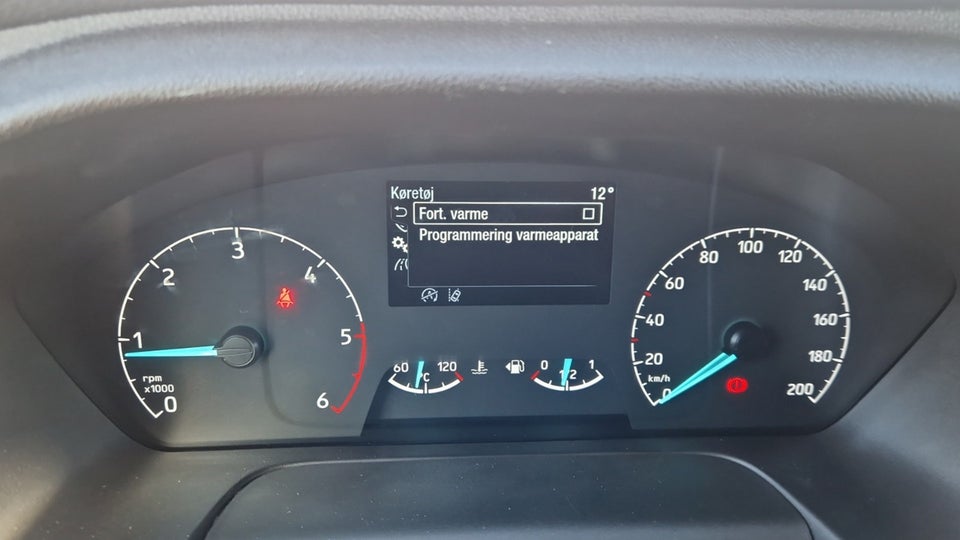 Køretøj 12°
Fort. varme
Programmering varmeapparat
0 1 2 3 4 5 6
rpm
x1000
60 120
°C
0 1/2 1
0 20 40 60 80 100 120 140 160 180 200
km/h